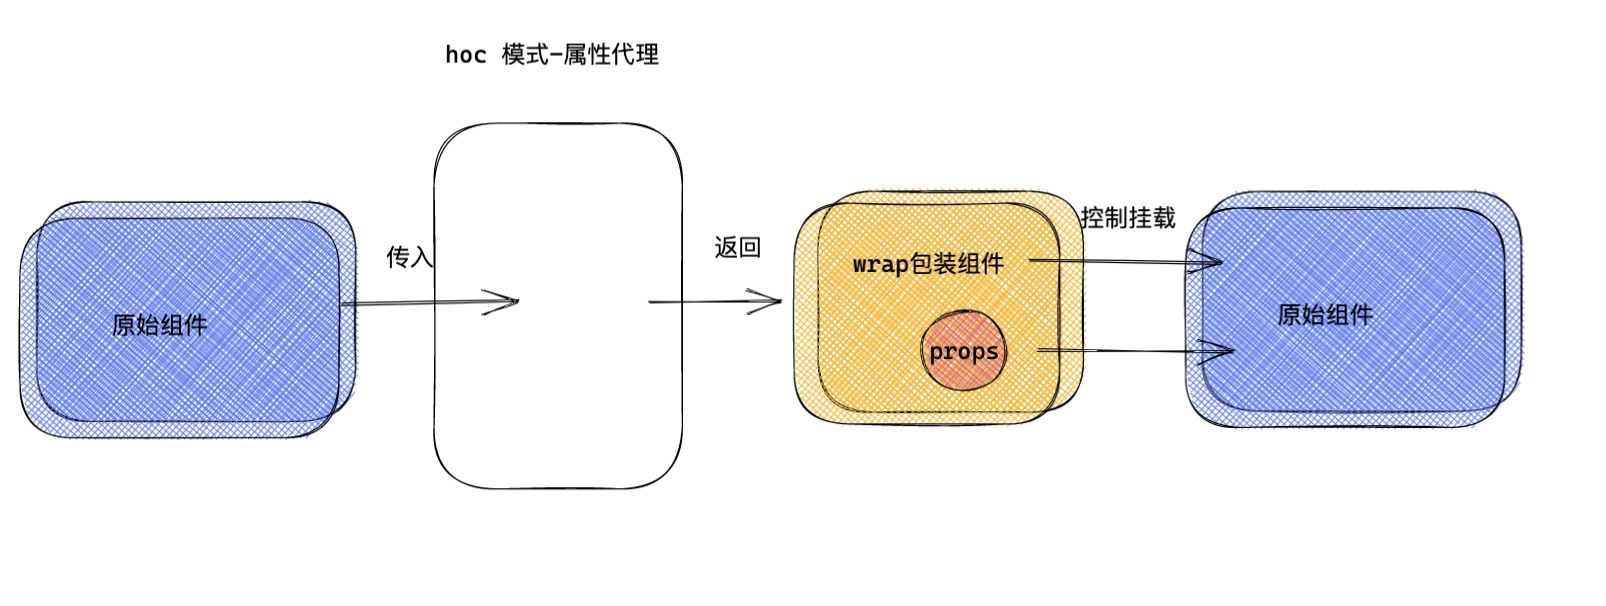 hoc 模式-属性代理
传入
返回
控制挂载
原始组件
wrap包装组件
props
原始组件